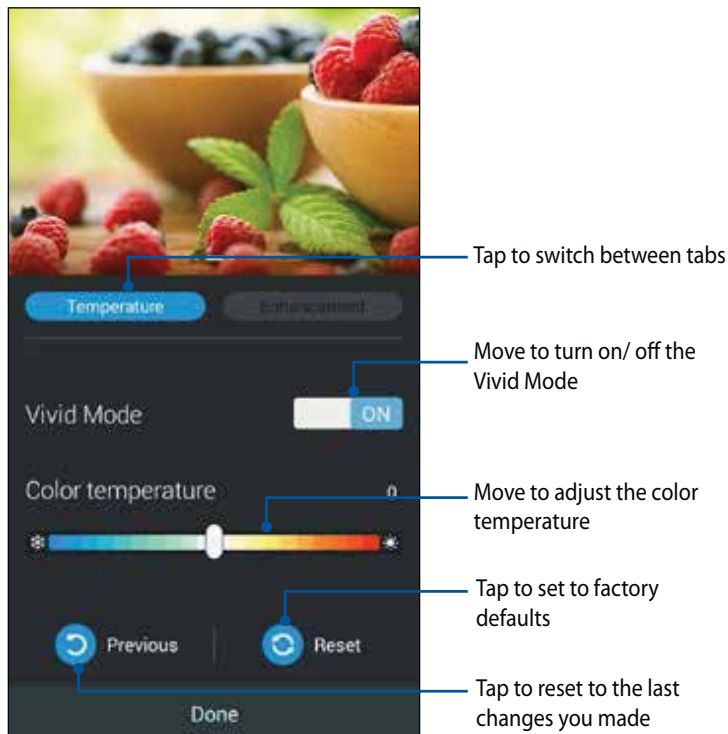 Tap to switch between tabs
Temperature Enhancement
Move to turn on/ off the
Vivid Mode
Vivid Mode ON
Color temperature 0
Move to adjust the color
temperature
Tap to set to factory
defaults
Previous Reset
Tap to reset to the last
changes you made
Done